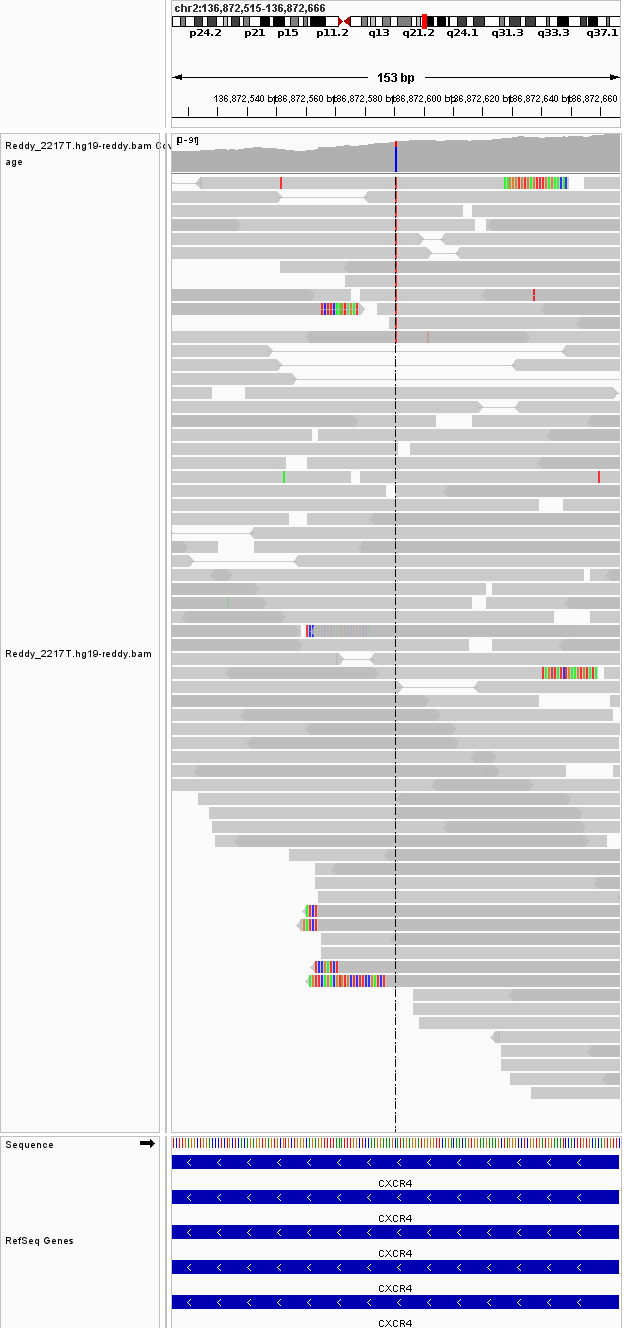 chr2:136,872,515-136,872,666
p24.2 p21 p15 p11.2 q13 q21.2 q24.1 q31.3 q33.3 q37.1
153 bp
136,872,540 bp 136,872,560 bp 136,872,580 bp 136,872,600 bp 136,872,620 bp 136,872,640 bp 136,872,660
Reddy_2217T.hg19-reddy.bam Cov
age
[0-91]
Reddy_2217T.hg19-reddy.bam
Sequence
CXCR4
CXCR4
RefSeq Genes
CXCR4
CXCR4
CXCR4